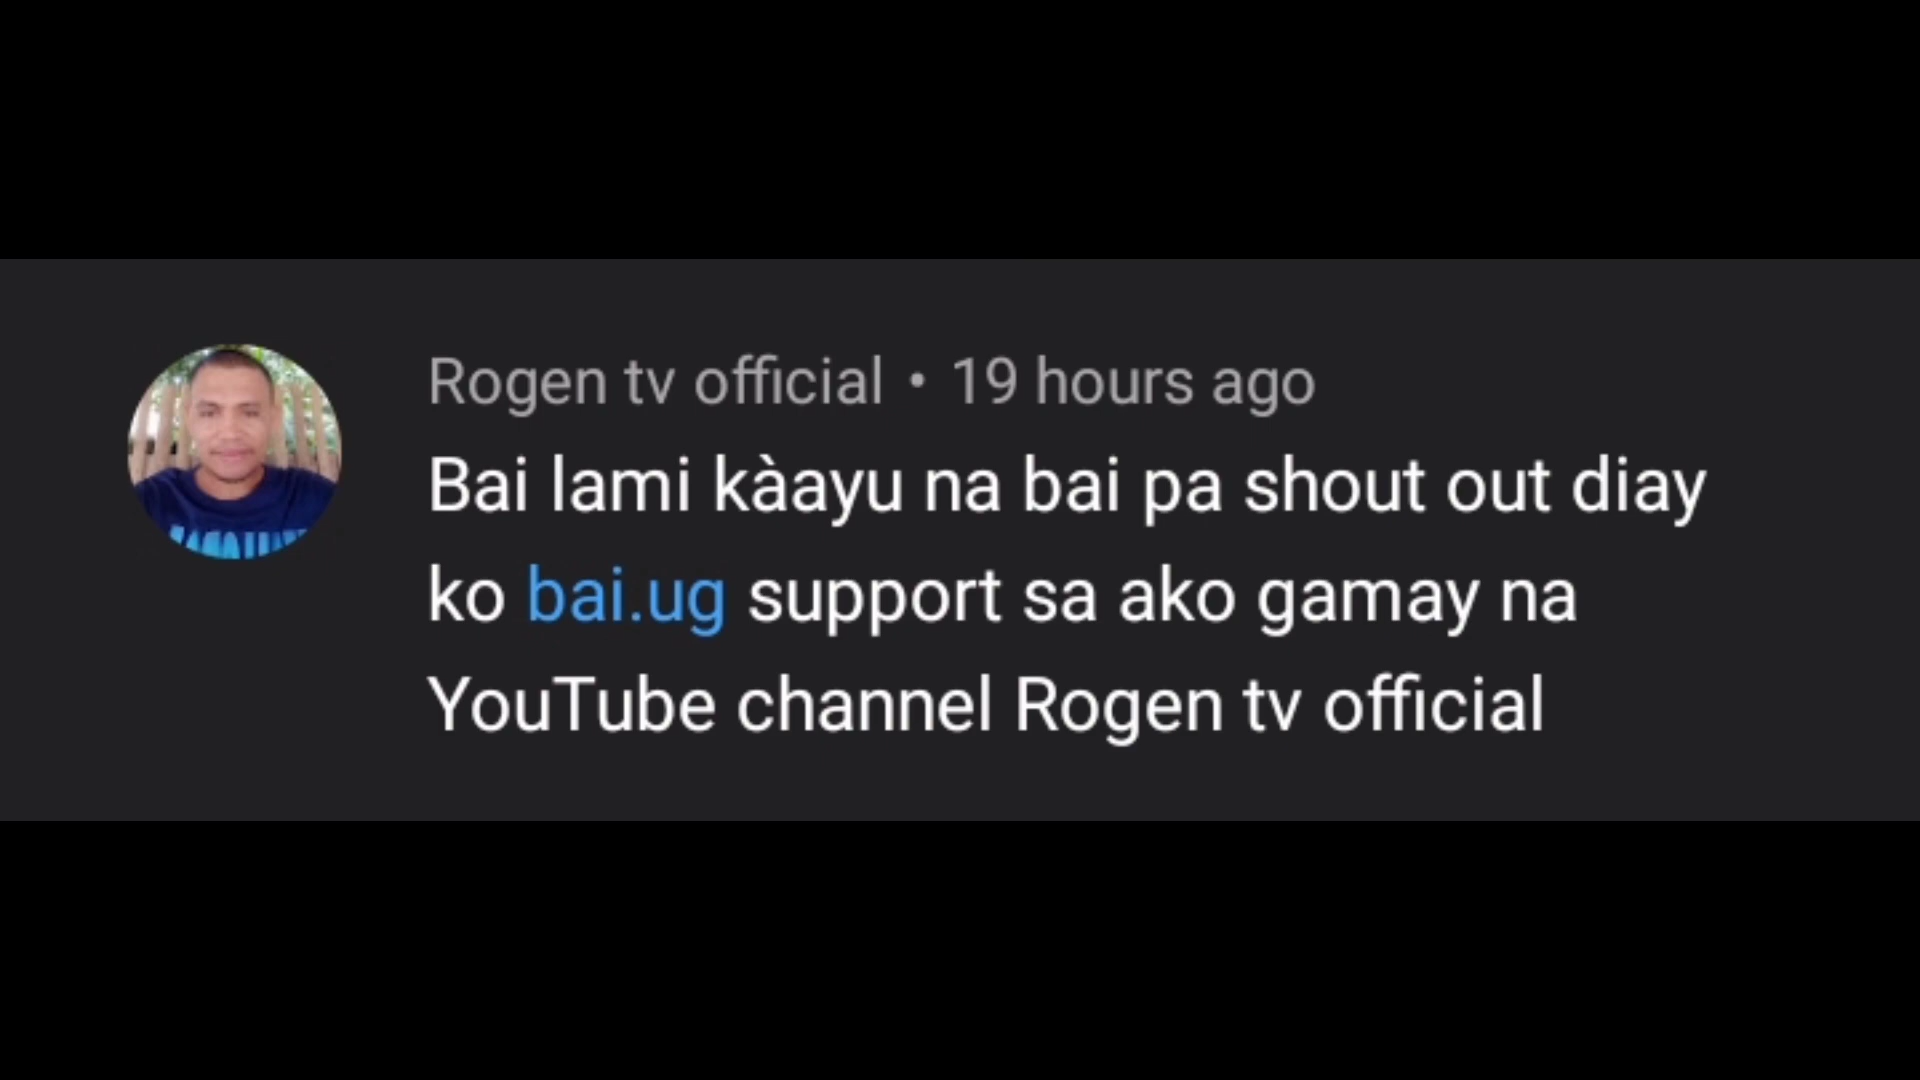 Rogen tv official • 19 hours ago
Bai lami kàayu na bai pa shout out diay
ko bai.ug support sa ako gamay na
YouTube channel Rogen tv official